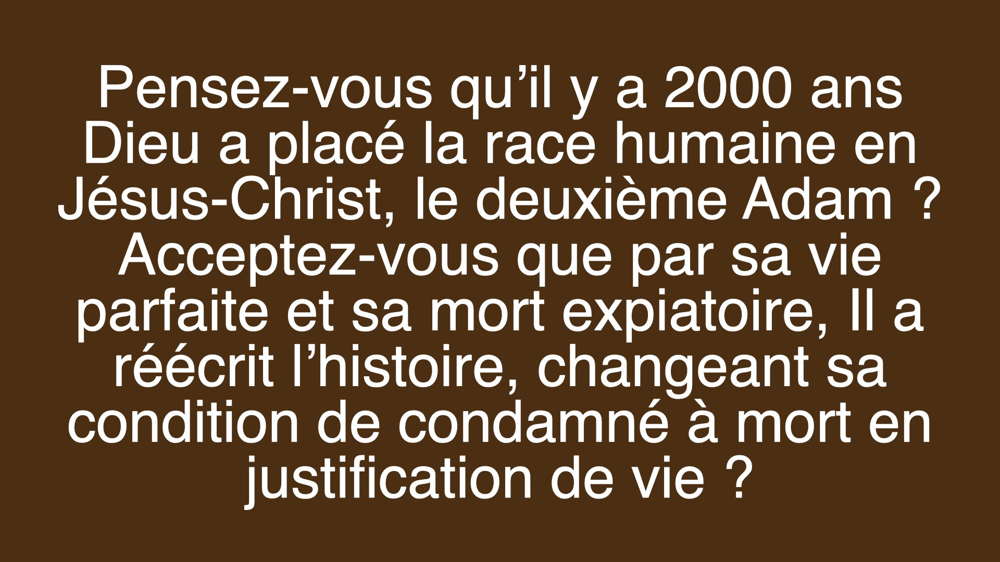 Pensez-vous qu’il y a 2000 ans
Dieu a placé la race humaine en
Jésus-Christ, le deuxième Adam ?
Acceptez-vous que par sa vie
parfaite et sa mort expiatoire, Il a
réécrit l’histoire, changeant sa
condition de condamné à mort en
justification de vie ?